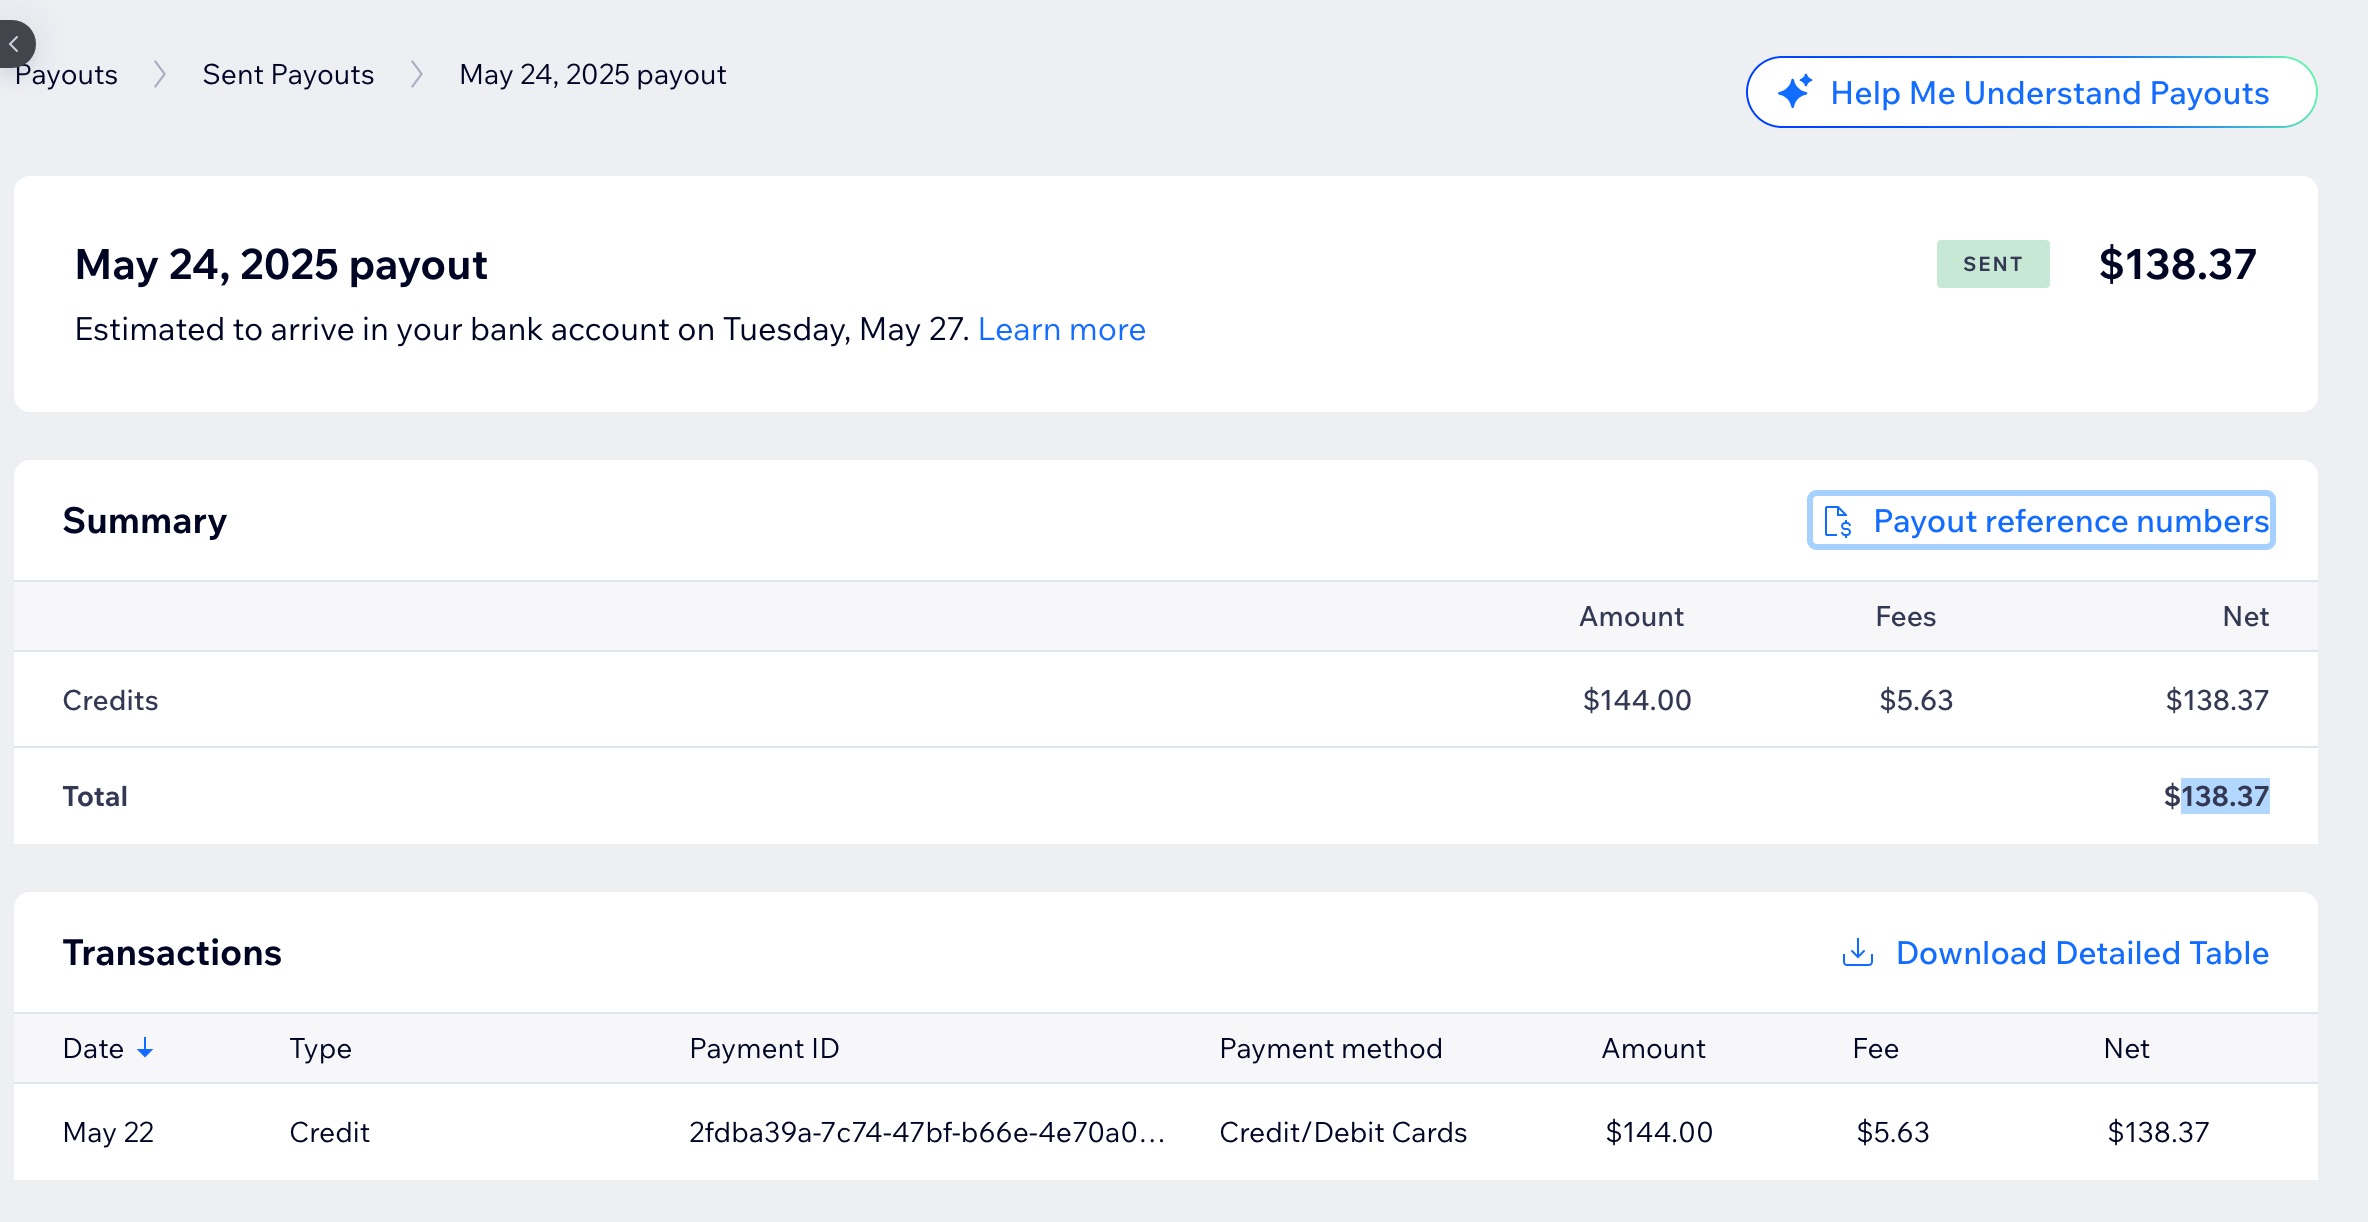 Payouts Sent Payouts May 24, 2025 payout
Help Me Understand Payouts
May 24, 2025 payout
SENT $138.37
Estimated to arrive in your bank account on Tuesday, May 27. Learn more
Summary
Payout reference numbers
Amount Fees Net
Credits $144.00 $5.63 $138.37
Total $138.37
Transactions
Download Detailed Table
Date Type Payment ID Payment method Amount Fee Net
May 22 Credit 2fdba39a-7c74-47bf-b66e-4e70a0... Credit/Debit Cards $144.00 $5.63 $138.37